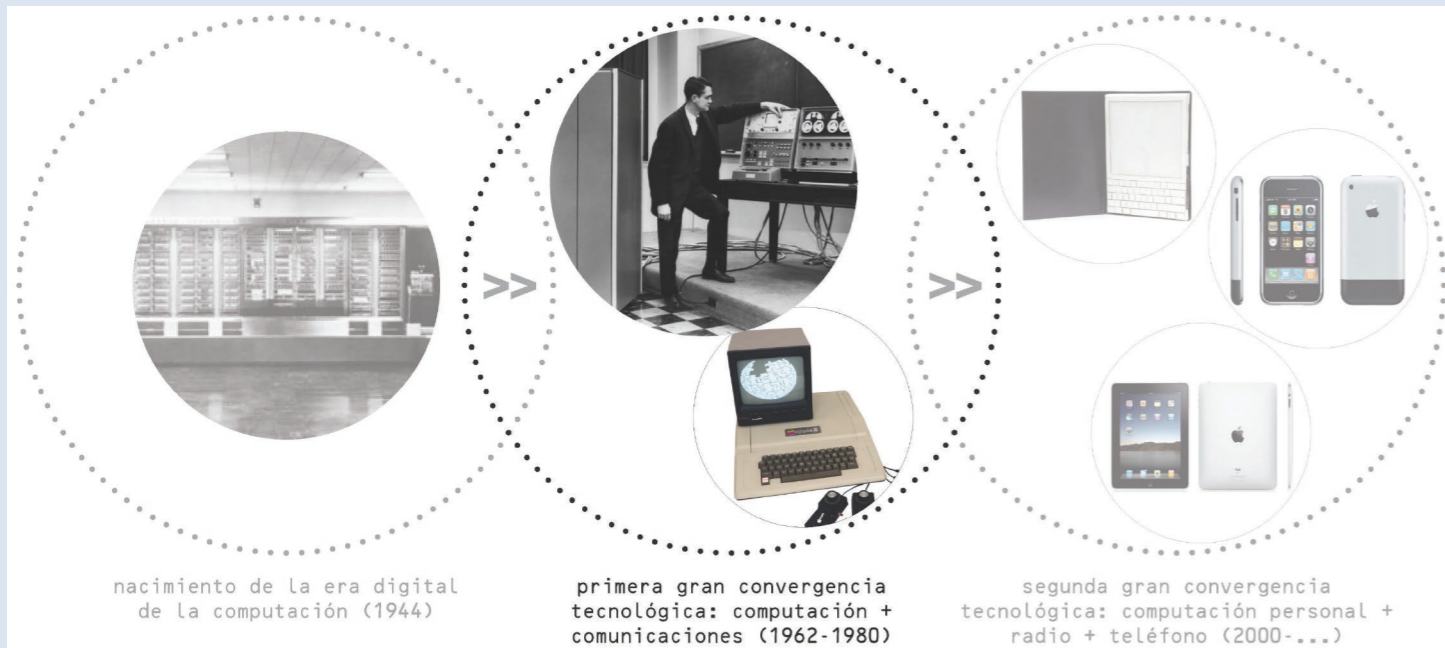 >>
>>
nacimiento de la era digital
de la computación (1944)
primera gran convergencia
tecnológica: computación +
comunicaciones (1962-1980)
segunda gran convergencia
tecnológica: computación personal +
radio + teléfono (2000-...)